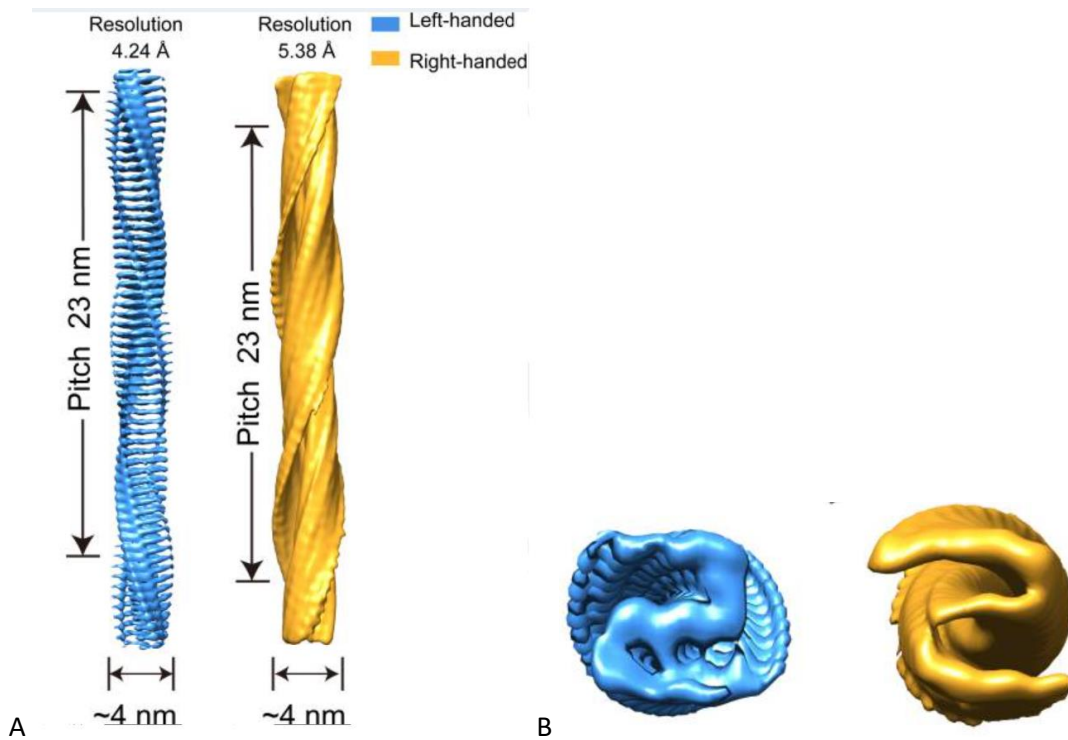 Resolution
4.24 Å
Resolution
5.38 Å
Left-handed
Right-handed
Pitch 23 nm
Pitch 23 nm
~4 nm
~4 nm
A
B